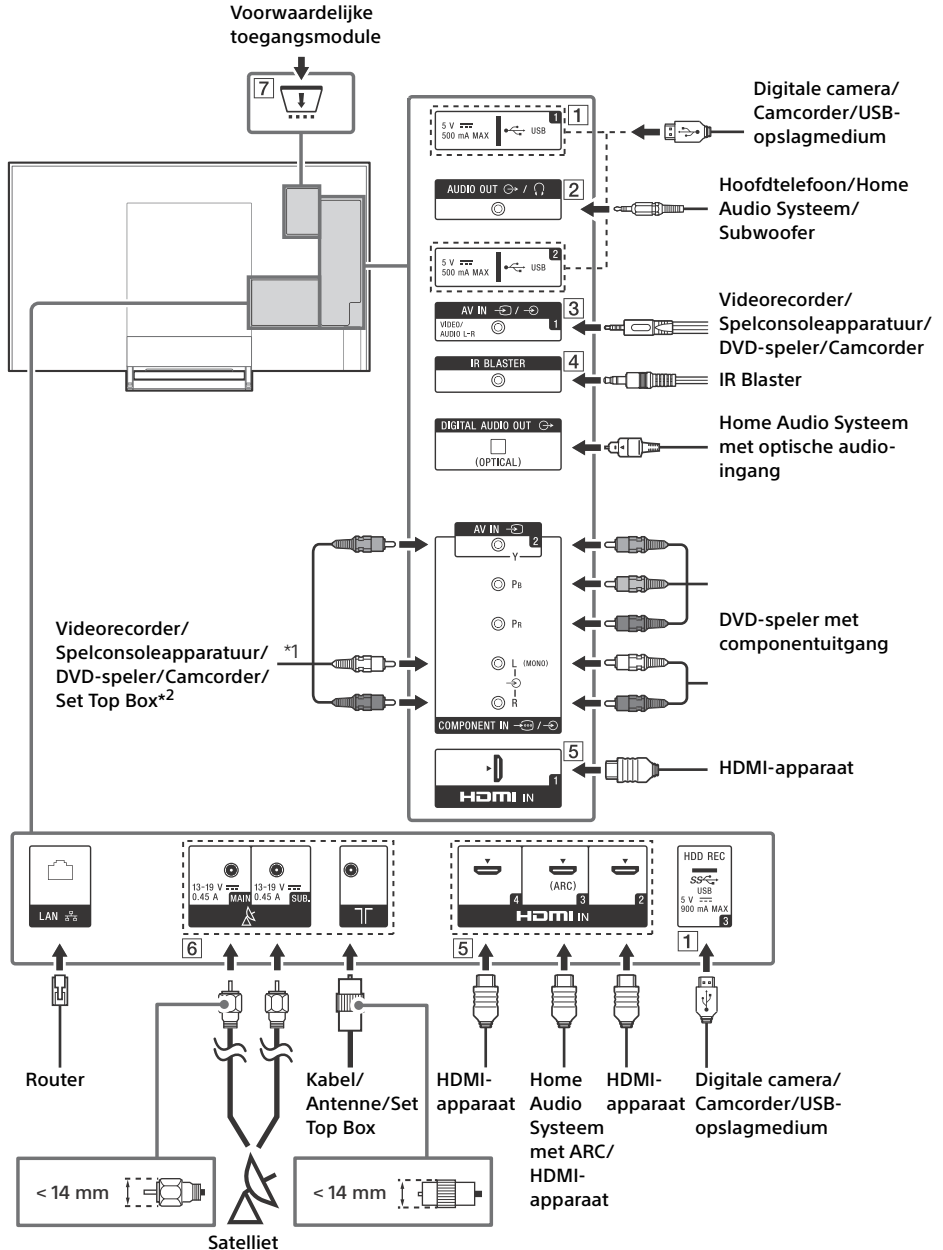 Voorwaardelijke
toegangsmodule
7
5 V
500 mA MAX
USB
1
1
Digitale camera/
Camcorder/USB-
opslagmedium
AUDIO OUT /
2
Hoofdtelefoon/Home
Audio Systeem/
Subwoofer
5 V
500 mA MAX
USB
2
AV IN /
VIDEO/
AUDIO L-R
1
3
Videorecorder/
Spelconsoleapparatuur/
DVD-speler/Camcorder
IR BLASTER
4
IR Blaster
DIGITAL AUDIO OUT
(OPTICAL)
Home Audio Systeem
met optische audio-
ingang
AV IN
2
Y
PB
PR
L (MONO)
R
COMPONENT IN /
Videorecorder/
Spelconsoleapparatuur/
DVD-speler/Camcorder/
Set Top Box*2
*1
DVD-speler met
componentuitgang
5
1
HDMI IN
HDMI-apparaat
LAN
13-19 V
0.45 A
MAIN
13-19 V
0.45 A
SUB.
6
4
(ARC)
3
2
HDMI IN
5
HDD REC
SS
USB
5 V
900 mA MAX
3
1
Router
Kabel/
Antenne/Set
Top Box
HDMI-
apparaat
Home
Audio
Systeem
met ARC/
HDMI-
apparaat
HDMI-
apparaat
Digitale camera/
Camcorder/USB-
opslagmedium
< 14 mm
< 14 mm
Satelliet